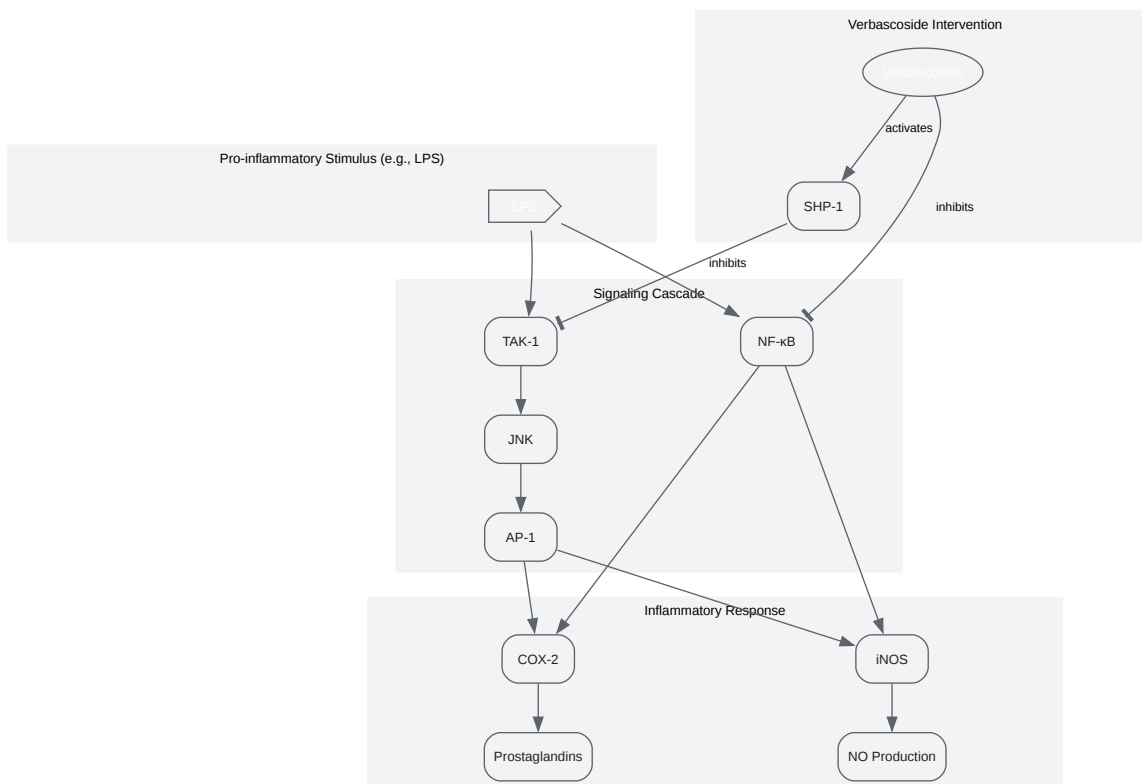 Verbascoside Intervention
Verbascoside
activates
Pro-inflammatory Stimulus (e.g., LPS)
LPS
SHP-1
inhibits
inhibits
Signaling Cascade
TAK-1
NF-κB
JNK
AP-1
Inflammatory Response
COX-2
iNOS
Prostaglandins
NO Production